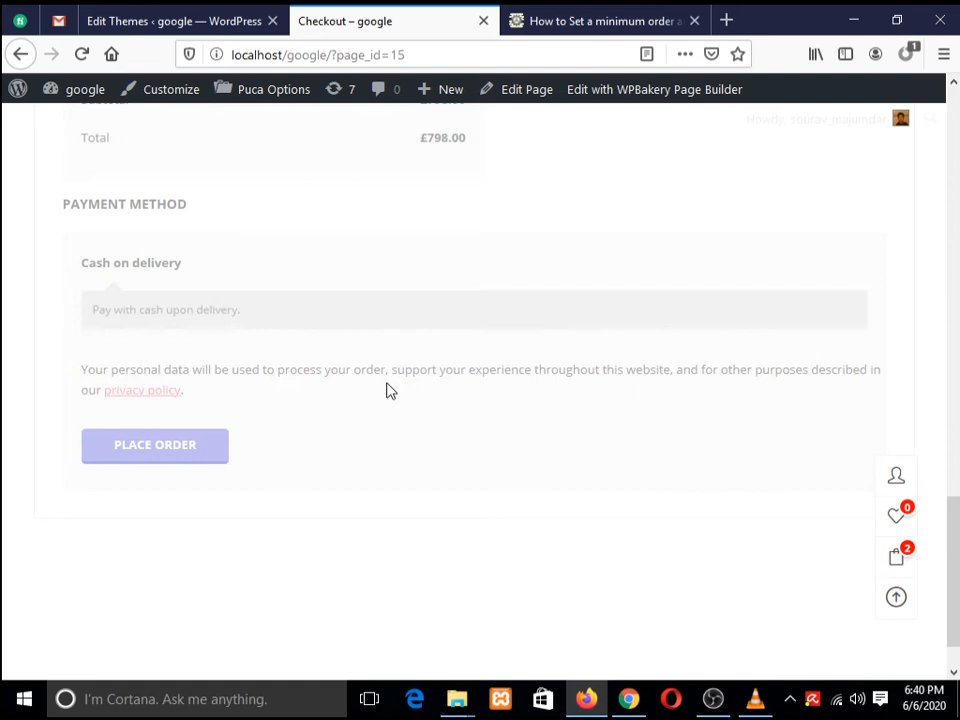 Edit Themes ‹ google — WordPress
Checkout – google
How to Set a minimum order a
localhost/google/?page_id=15
1
google
Customize
Puca Options
7
0
New
Edit Page
Edit with WPBakery Page Builder
Howdy, sourav_majumdar
Subtotal
Total
£798.00
PAYMENT METHOD
Cash on delivery
Pay with cash upon delivery.
Your personal data will be used to process your order, support your experience throughout this website, and for other purposes described in
our privacy policy.
PLACE ORDER
0
2
I'm Cortana. Ask me anything.
6:40 PM
6/6/2020